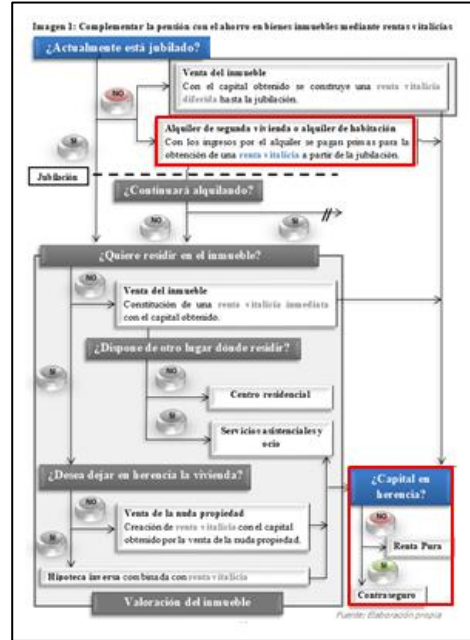 Imagen 1: Complementar la pensión con el ahorro en bienes inmuebles mediante rentas vitalicias
¿Actualmente está jubilado?
Venta del inmueble
Con el capital obtenido se construye una renta vitalicia
diferida hasta la jubilación.
NO
Alquiler de segunda vivienda o alquiler de habitación
Con los ingresos por el alquiler se pagan primas para la
obtención de una renta vitalicia a partir de la jubilación.
SI
Jubilación
¿Continuará alquilando?
NO
SI
¿Quiere residir en el inmueble?
NO
Venta del inmueble
Constitución de una renta vitalicia inmediata
con el capital obtenido.
¿Dispone de otro lugar dónde residir?
NO
Centro residencial
SI
SI
Servicios asistenciales y
ocio
¿Desea dejar en herencia la vivienda?
¿Capital en
herencia?
NO
Venta de la nuda propiedad
Creación de renta vitalicia con el capital
obtenido por la venta de la nuda propiedad.
NO
Renta Pura
SI
SI
Hipoteca inversa combinada con renta vitalicia
Contraseguro
Valoración del inmueble
Fuente: Elaboración propia